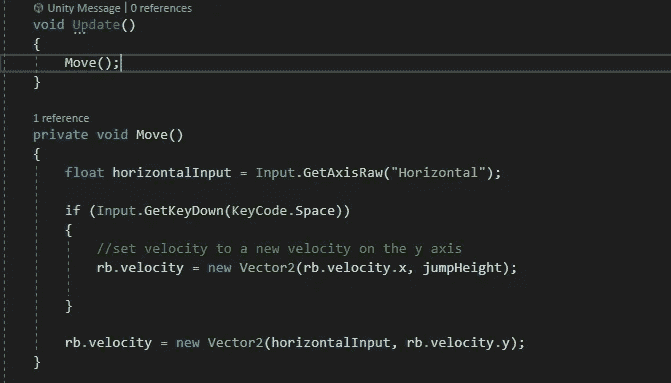 Unity Message | 0 references
void Update()
{
Move();
}
1 reference
private void Move()
{
float horizontalInput = Input.GetAxisRaw("Horizontal");
if (Input.GetKeyDown(KeyCode.Space))
{
//set velocity to a new velocity on the y axis
rb.velocity = new Vector2(rb.velocity.x, jumpHeight);
}
rb.velocity = new Vector2(horizontalInput, rb.velocity.y);
}